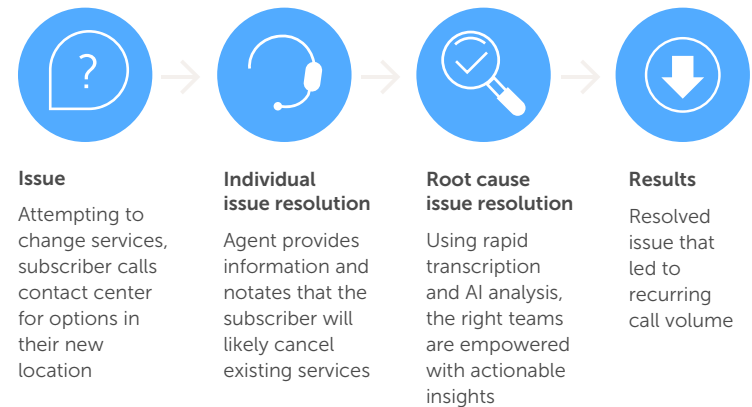 ?
Issue
Attempting to
change services,
subscriber calls
contact center
for options in
their new
location
Individual
issue resolution
Agent provides
information and
notates that the
subscriber will
likely cancel
existing services
Root cause
issue resolution
Using rapid
transcription
and AI analysis,
the right teams
are empowered
with actionable
insights
Results
Resolved
issue that
led to
recurring
call volume